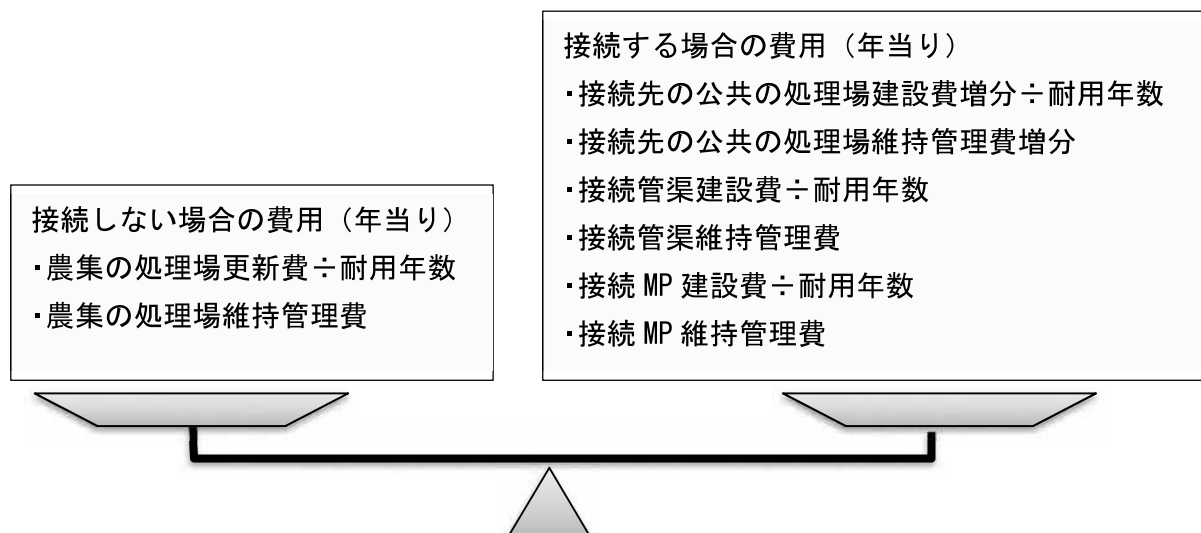 接続しない場合の費用（年当り）
・農集の処理場更新費÷耐用年数
・農集の処理場維持管理費
接続する場合の費用（年当り）
・接続先の公共の処理場建設費増分÷耐用年数
・接続先の公共の処理場維持管理費増分
・接続管渠建設費÷耐用年数
・接続管渠維持管理費
・接続 MP 建設費÷耐用年数
・接続 MP 維持管理費